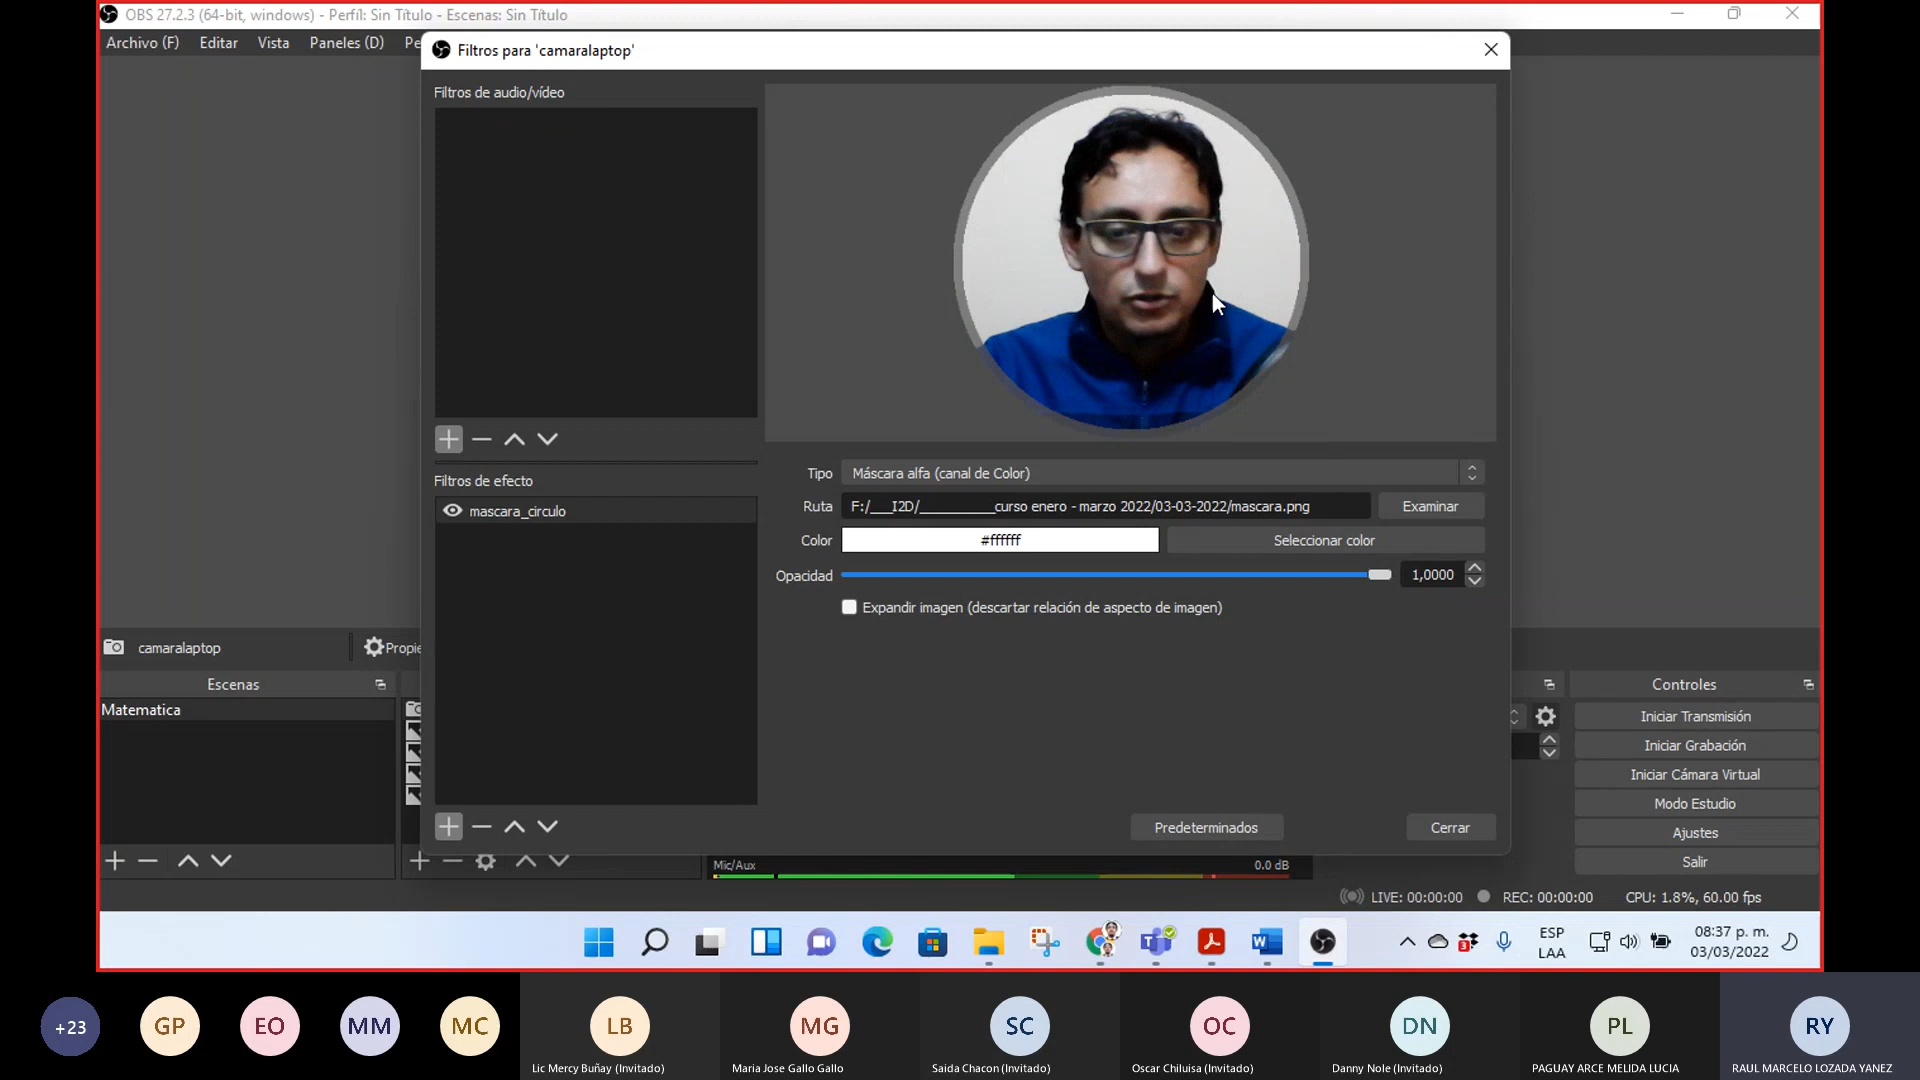 OBS 27.2.3 (64-bit, windows) - Perfil: Sin Título - Escenas: Sin Título
Archivo (F) Editar Vista Paneles (D) Pe
Filtros para 'camaralaptop'
Filtros de audio/vídeo
Filtros de efecto
mascara_circulo
Tipo Máscara alfa (canal de Color)
Ruta F:/___I2D/__________curso enero - marzo 2022/03-03-2022/mascara.png Examinar
Color #ffffff Seleccionar color
Opacidad 1,0000
Expandir imagen (descartar relación de aspecto de imagen)
Predeterminados Cerrar
camaralaptop Propie
Escenas
Matematica
Controles
Iniciar Transmisión
Iniciar Grabación
Iniciar Cámara Virtual
Modo Estudio
Ajustes
Salir
Mic/Aux 0.0 dB
LIVE: 00:00:00 REC: 00:00:00 CPU: 1.8%, 60.00 fps
3
ESP
LAA
08:37 p. m.
03/03/2022
+23 GP EO MM MC LB MG SC OC DN PL RY
Lic Mercy Buñay (Invitado) Maria Jose Gallo Gallo Saida Chacon (Invitado) Oscar Chiluisa (Invitado) Danny Nole (Invitado) PAGUAY ARCE MELIDA LUCIA RAUL MARCELO LOZADA YANEZ